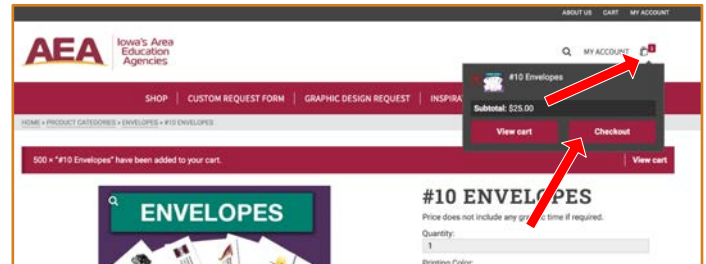 ABOUT US CART MY ACCOUNT
AEA Iowa's Area
Education
Agencies
MY ACCOUNT 1
#10 Envelopes
SHOP | CUSTOM REQUEST FORM | GRAPHIC DESIGN REQUEST | INSPIRA
Subtotal: $25.00
HOME » PRODUCT CATEGORIES » ENVELOPES » #10 ENVELOPES
View cart Checkout
500 × "#10 Envelopes" have been added to your cart. View cart
ENVELOPES
#10 ENVELOPES
Price does not include any graphic time if required.
Quantity:
1
Printing Color: